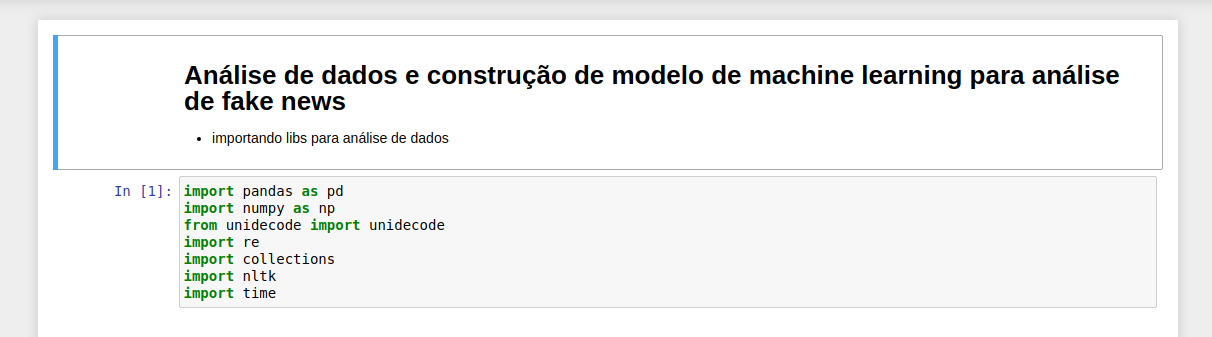 Análise de dados e construção de modelo de machine learning para análise
de fake news
• importando libs para análise de dados
In [1]:
import pandas as pd
import numpy as np
from unidecode import unidecode
import re
import collections
import nltk
import time